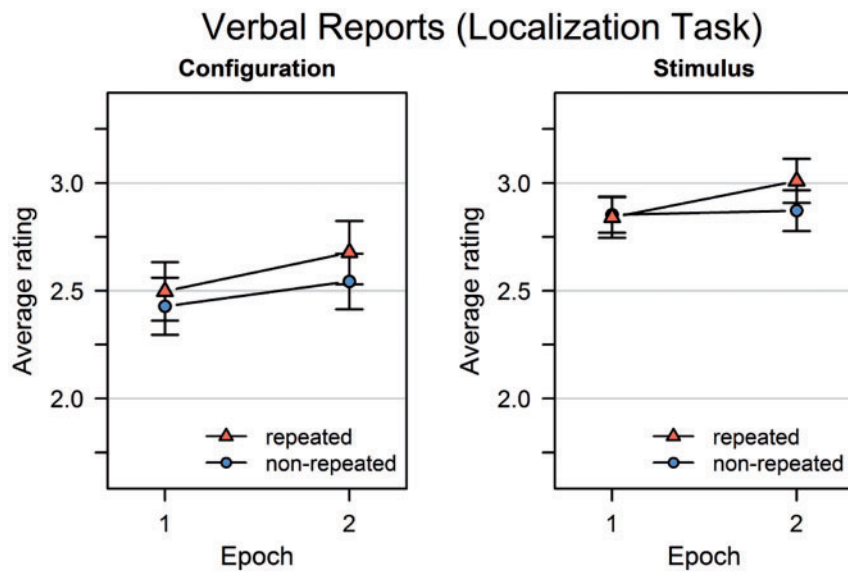 Verbal Reports (Localization Task)
Configuration
Average rating
3.0
2.5
2.0
repeated
non-repeated
1 2
Epoch
Stimulus
Average rating
3.0
2.5
2.0
repeated
non-repeated
1 2
Epoch